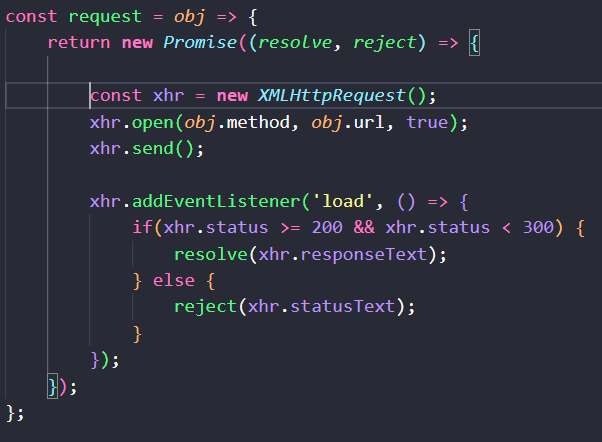 const request = obj => {
return new Promise((resolve, reject) => {
const xhr = new XMLHttpRequest();
xhr.open(obj.method, obj.url, true);
xhr.send();
xhr.addEventListener('load', () => {
if(xhr.status >= 200 && xhr.status < 300) {
resolve(xhr.responseText);
} else {
reject(xhr.statusText);
}
});
});
};